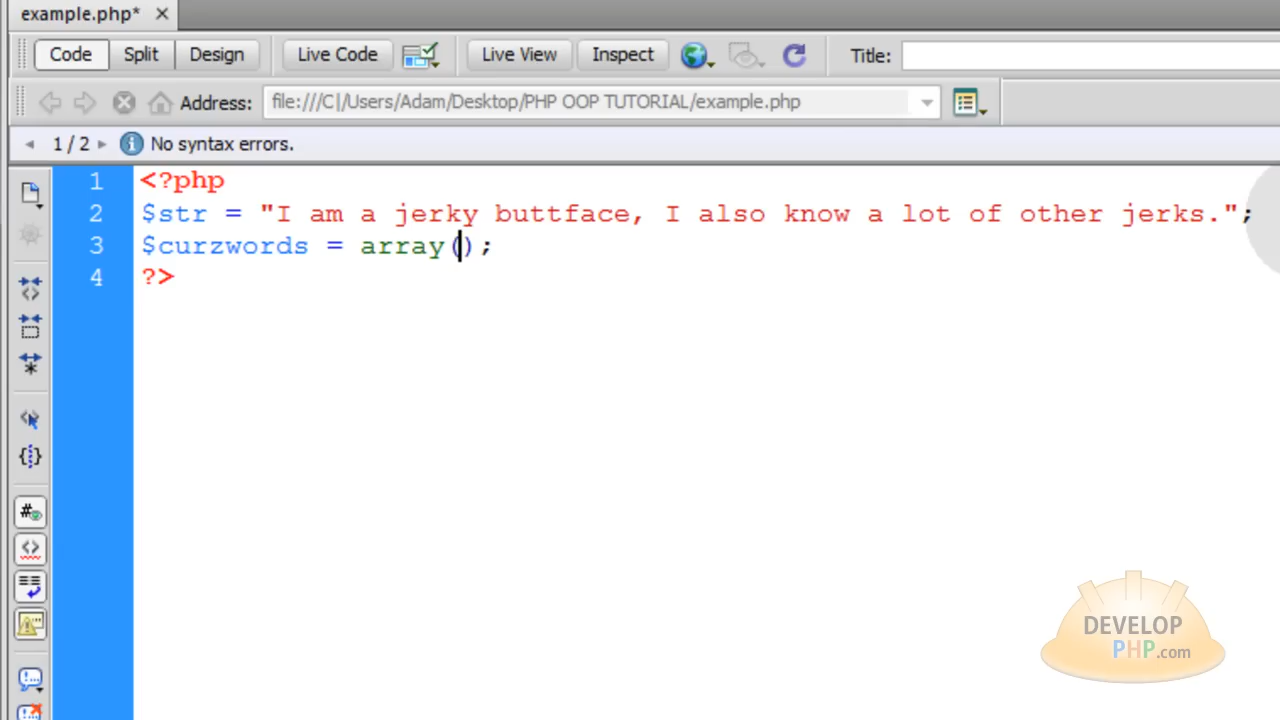 example.php*
Code Split Design Live Code Live View Inspect Title:
Address: file:///C|/Users/Adam/Desktop/PHP OOP TUTORIAL/example.php
1 / 2 No syntax errors.
1 <?php
2 $str = "I am a jerky buttface, I also know a lot of other jerks.";
3 $curzwords = array();
4 ?>
DEVELOP
PHP.com